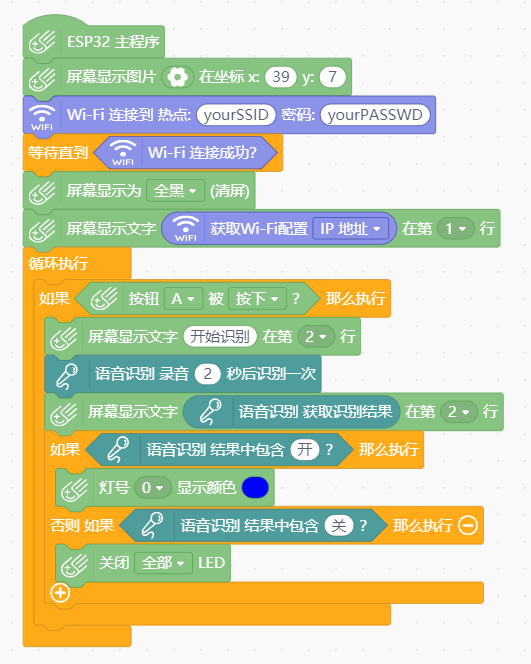 ESP32 主程序
屏幕显示图片 在坐标 x: 39 y: 7
WIFI Wi-Fi 连接到 热点: yourSSID 密码: yourPASSWD
等待直到 WIFI Wi-Fi 连接成功?
屏幕显示为 全黑 (清屏)
屏幕显示文字 WIFI 获取Wi-Fi配置 IP 地址 在第 1 行
循环执行
如果 按钮 A 被 按下 ? 那么执行
屏幕显示文字 开始识别 在第 2 行
语音识别 录音 2 秒后识别一次
屏幕显示文字 语音识别 获取识别结果 在第 2 行
如果 语音识别 结果中包含 开 ? 那么执行
灯号 0 显示颜色
否则 如果 语音识别 结果中包含 关 ? 那么执行
关闭 全部 LED